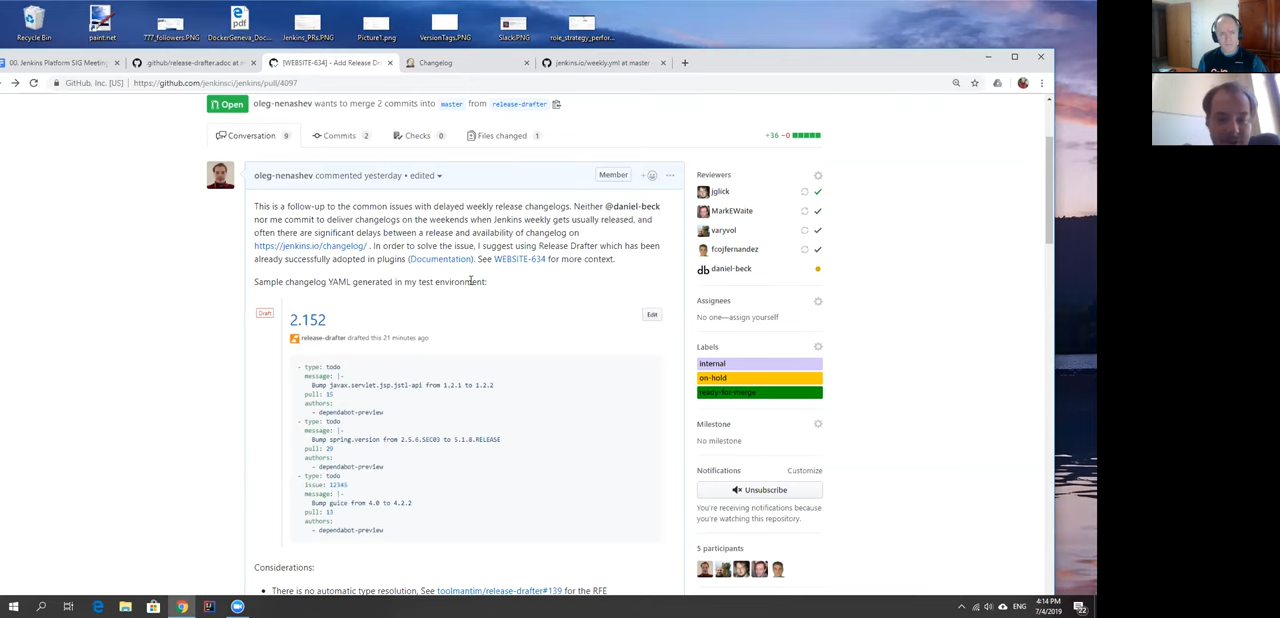 Recycle Bin
paint.net
777_followers.PNG
DockerGeneva_Doc...
Jenkins_PRs.PNG
Picture1.png
VersionTags.PNG
Slack.PNG
role_strategy_perfor...
00. Jenkins Platform SIG Meeting
.github/release-drafter.adoc at m
[WEBSITE-634] - Add Release Dr
Changelog
jenkins.io/weekly.yml at master
GitHub, Inc. [US]
https://github.com/jenkinsci/jenkins/pull/4097
Open
oleg-nenashev wants to merge 2 commits into master from release-drafter
Conversation 9
Commits 2
Checks 0
Files changed 1
+36 −0
oleg-nenashev commented yesterday • edited
Member
This is a follow-up to the common issues with delayed weekly release changelogs. Neither @daniel-beck
nor me commit to deliver changelogs on the weekends when Jenkins weekly gets usually released, and
often there are significant delays between a release and availability of changelog on
https://jenkins.io/changelog/ . In order to solve the issue, I suggest using Release Drafter which has been
already successfully adopted in plugins (Documentation). See WEBSITE-634 for more context.
Sample changelog YAML generated in my test environment:
Draft
2.152
Edit
release-drafter drafted this 21 minutes ago
- type: todo
message: |-
Bump javax.servlet.jsp.jstl-api from 1.2.1 to 1.2.2
pull: 15
authors:
- dependabot-preview
- type: todo
message: |-
Bump spring.version from 2.5.6.SEC03 to 5.1.8.RELEASE
pull: 29
authors:
- dependabot-preview
- type: todo
issue: 12345
message: |-
Bump guice from 4.0 to 4.2.2
pull: 13
authors:
- dependabot-preview
Considerations:
• There is no automatic type resolution, See toolmantim/release-drafter#139 for the RFE
Reviewers
jglick
MarkEWaite
varyvol
fcojfernandez
daniel-beck
Assignees
No one—assign yourself
Labels
internal
on-hold
ready-for-merge
Milestone
No milestone
Notifications
Customize
Unsubscribe
You're receiving notifications because
you're watching this repository.
5 participants
ENG
4:14 PM
7/4/2019
22